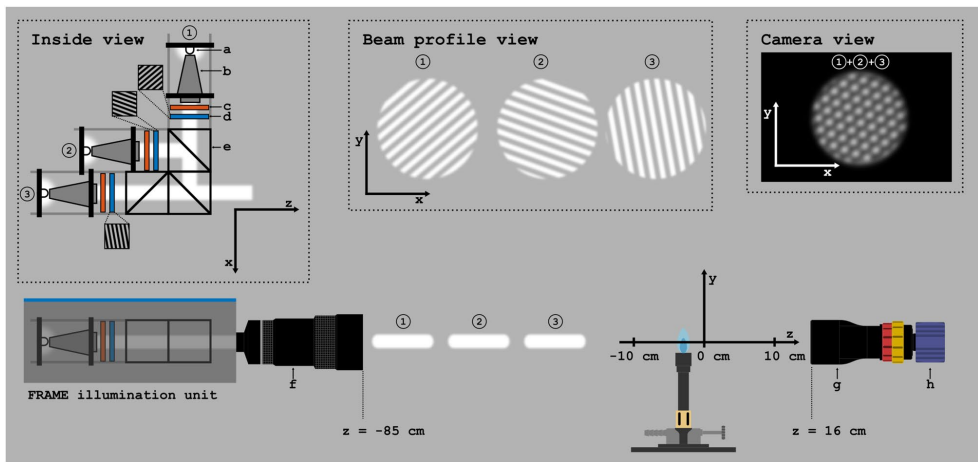 Inside view
①
a
b
c
d
e
②
③
z
x
Beam profile view
① ② ③
y
x
Camera view
①+②+③
y
x
① ② ③
y
z
-10 cm 0 cm 10 cm
FRAME illumination unit
f
g
h
z = -85 cm
z = 16 cm